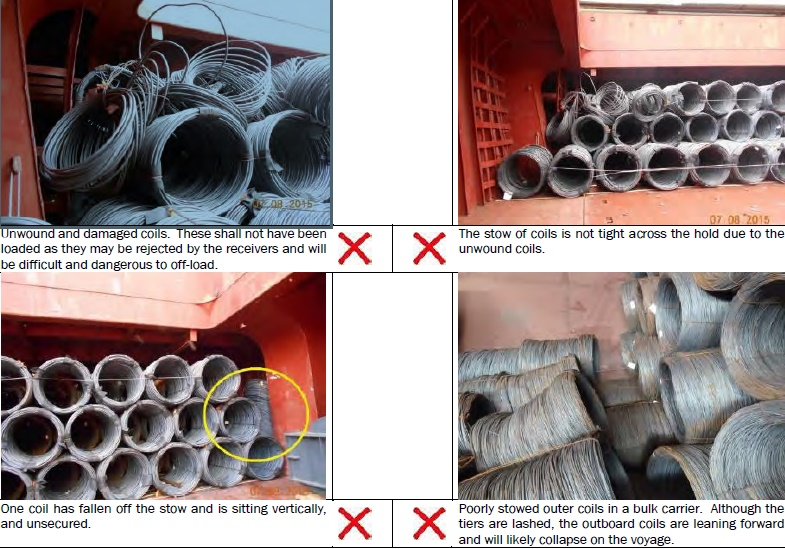 07 08 2015
07 08 2015
Unwound and damaged coils. These shall not have been
loaded as they may be rejected by the receivers and will
be difficult and dangerous to off-load.
The stow of coils is not tight across the hold due to the
unwound coils.
One coil has fallen off the stow and is sitting vertically,
and unsecured.
Poorly stowed outer coils in a bulk carrier. Although the
tiers are lashed, the outboard coils are leaning forward
and will likely collapse on the voyage.